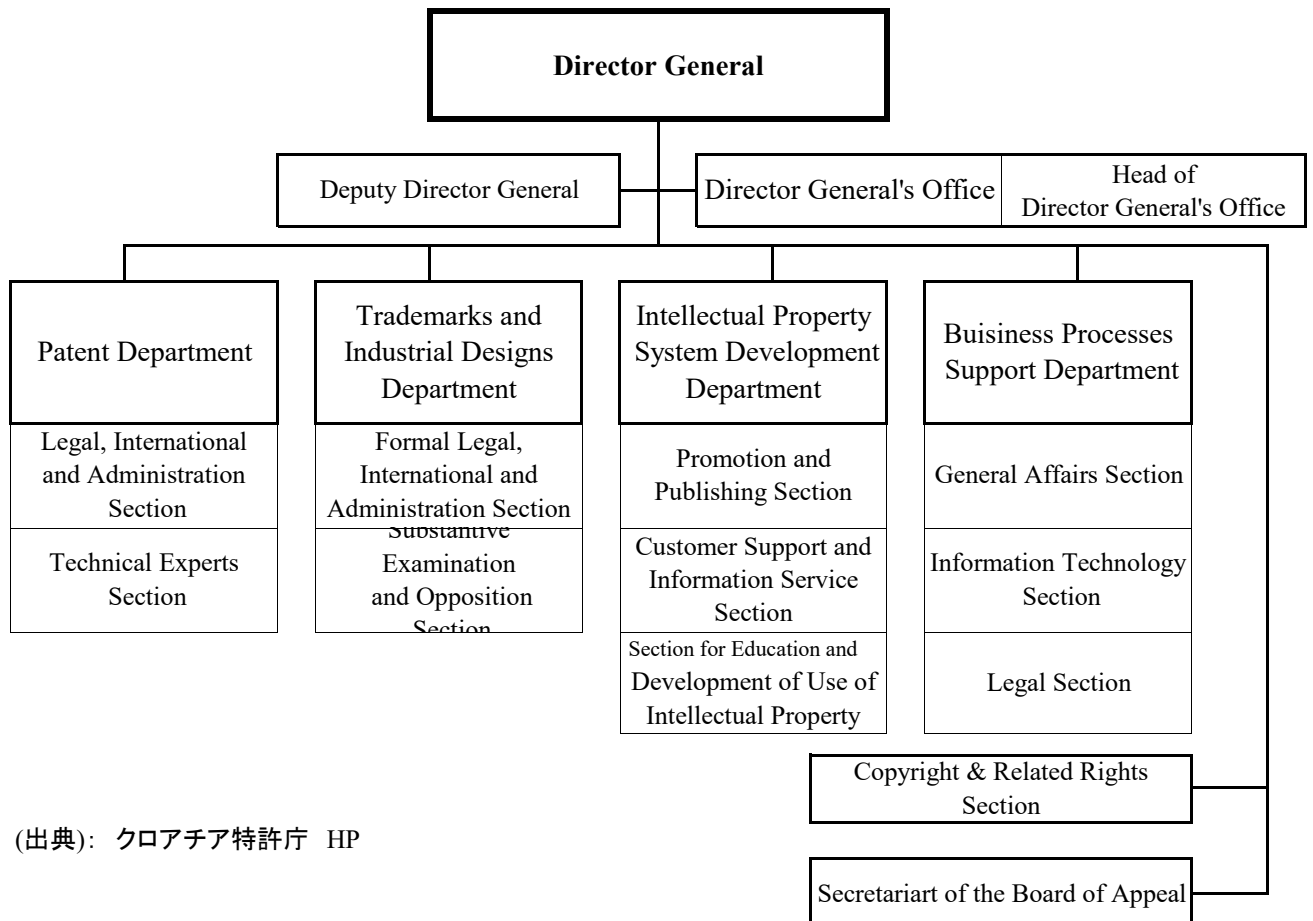 Director General
Deputy Director General
Director General's Office
Head of
Director General's Office
Patent Department
Legal, International
and Administration
Section
Technical Experts
Section
Trademarks and
Industrial Designs
Department
Formal Legal,
International and
Administration Section
Substantive
Examination
and Opposition
Section
Intellectual Property
System Development
Department
Promotion and
Publishing Section
Customer Support and
Information Service
Section
Section for Education and
Development of Use of
Intellectual Property
Buisiness Processes
Support Department
General Affairs Section
Information Technology
Section
Legal Section
Copyright & Related Rights
Section
Secretariart of the Board of Appeal
(出典): クロアチア特許庁 HP